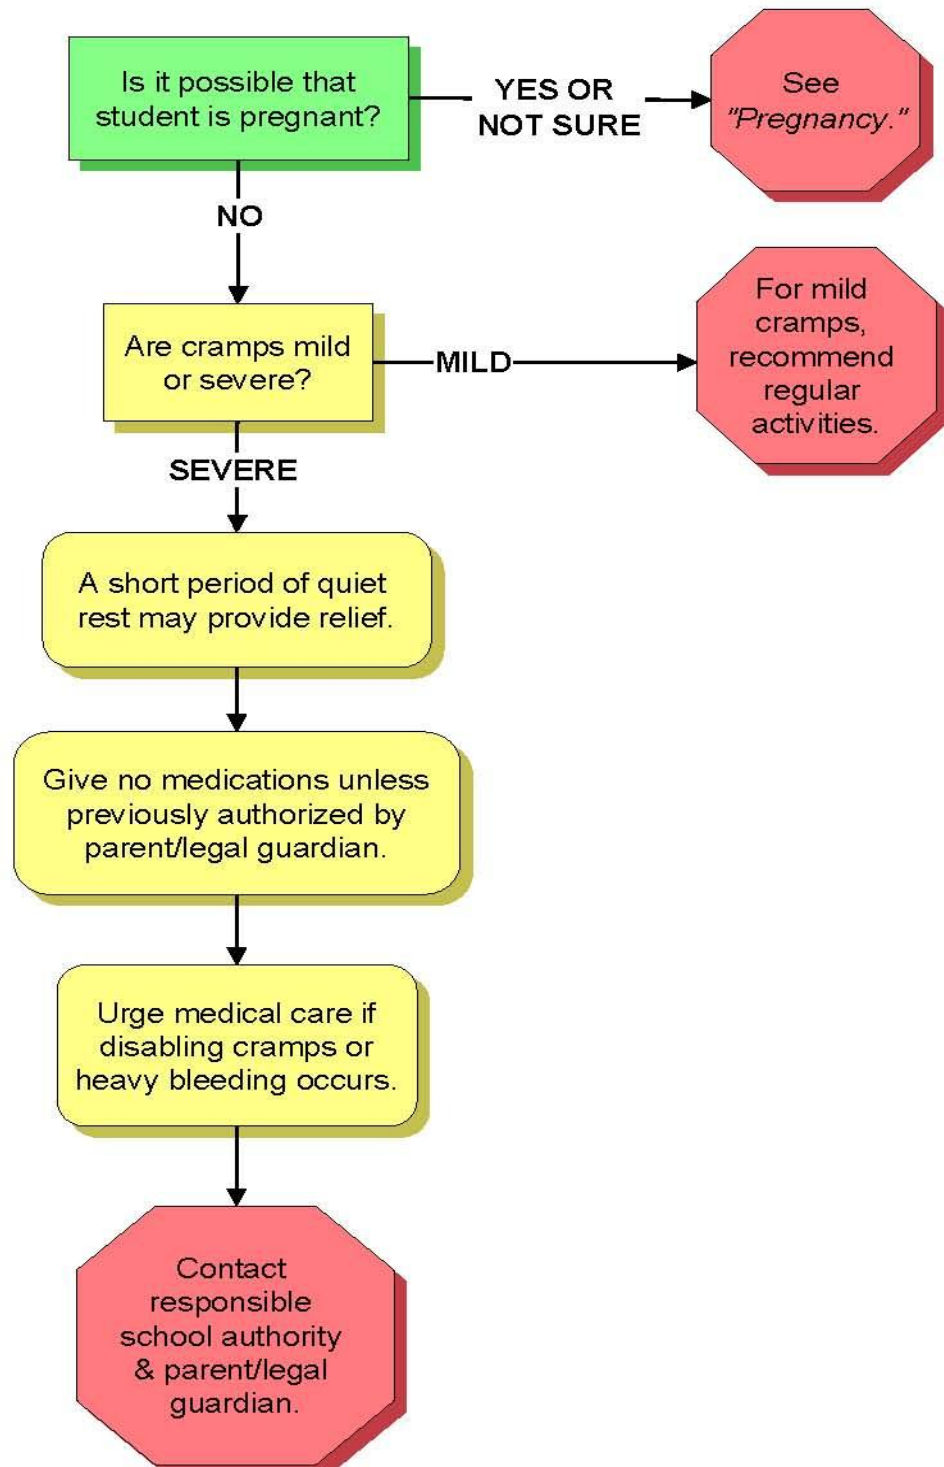 Is it possible that
student is pregnant?
YES OR
NOT SURE
See
"Pregnancy."
NO
Are cramps mild
or severe?
MILD
For mild
cramps,
recommend
regular
activities.
SEVERE
A short period of quiet
rest may provide relief.
Give no medications unless
previously authorized by
parent/legal guardian.
Urge medical care if
disabling cramps or
heavy bleeding occurs.
Contact
responsible
school authority
& parent/legal
guardian.